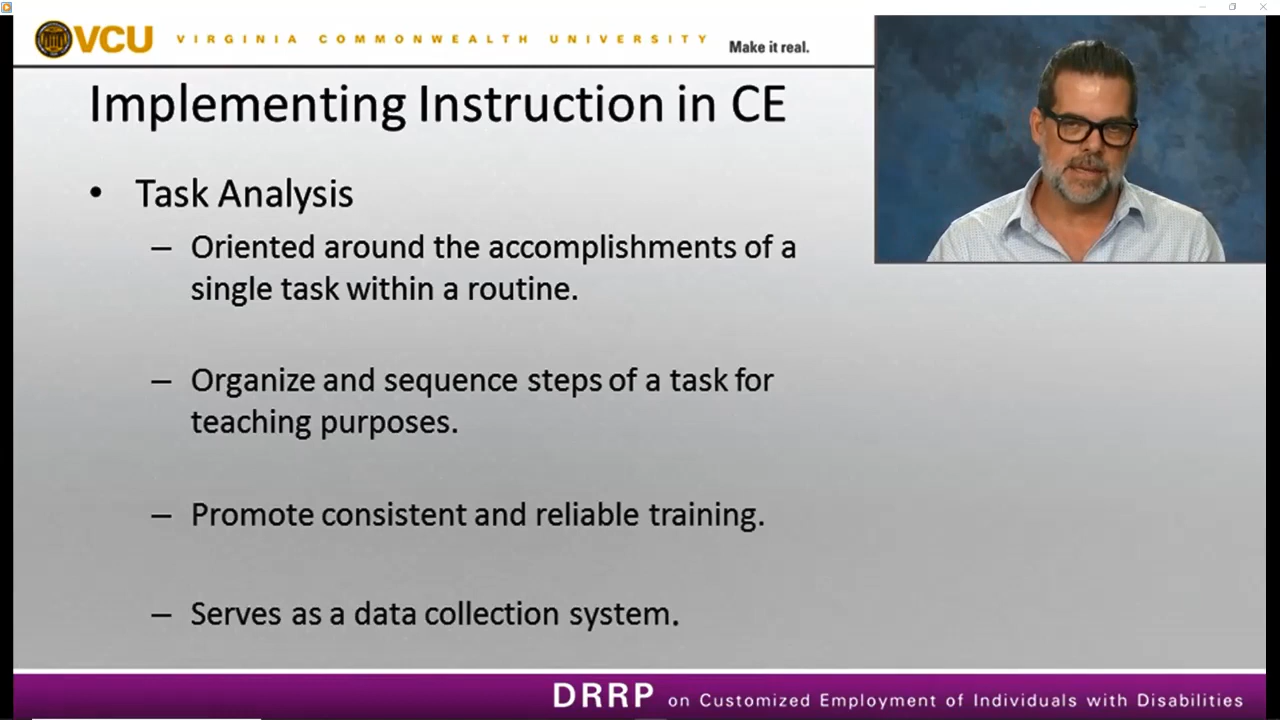 VCU VIRGINIA COMMONWEALTH UNIVERSITY Make it real.
Implementing Instruction in CE
• Task Analysis
– Oriented around the accomplishments of a
single task within a routine.
– Organize and sequence steps of a task for
teaching purposes.
– Promote consistent and reliable training.
– Serves as a data collection system.
DRRP on Customized Employment of Individuals with Disabilities